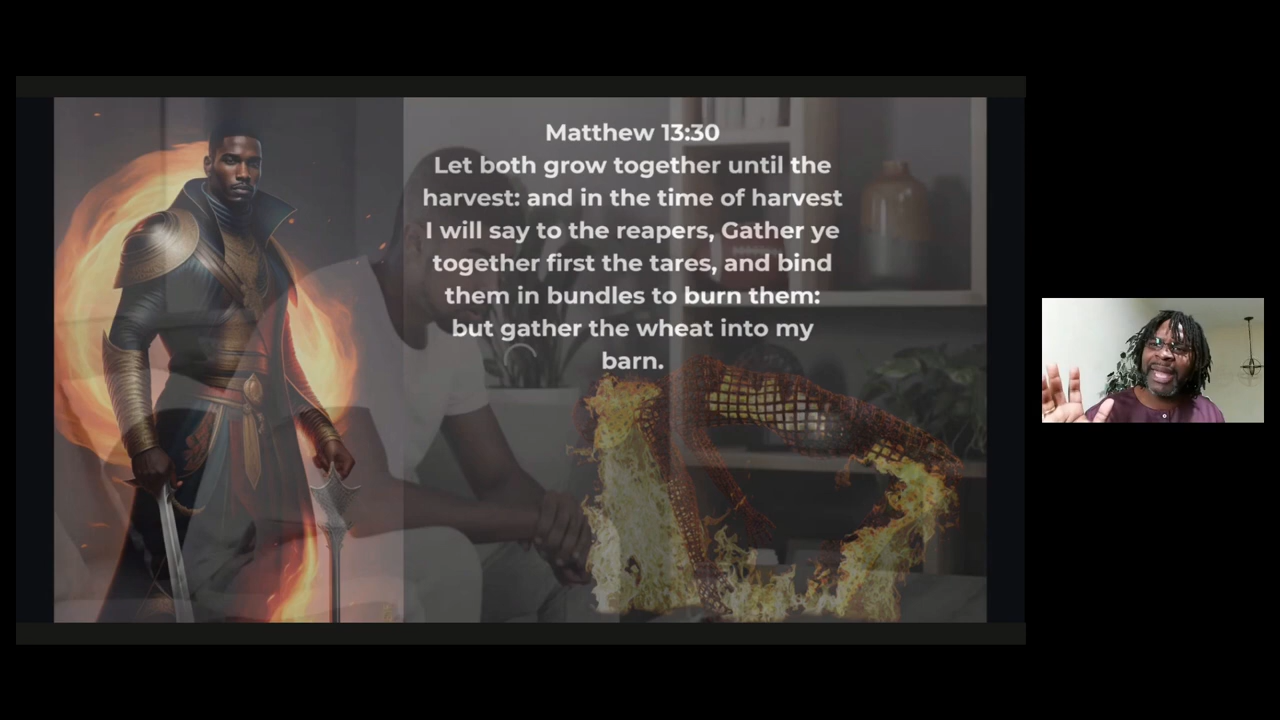 Matthew 13:30
Let both grow together until the
harvest: and in the time of harvest
I will say to the reapers, Gather ye
together first the tares, and bind
them in bundles to burn them:
but gather the wheat into my
barn.